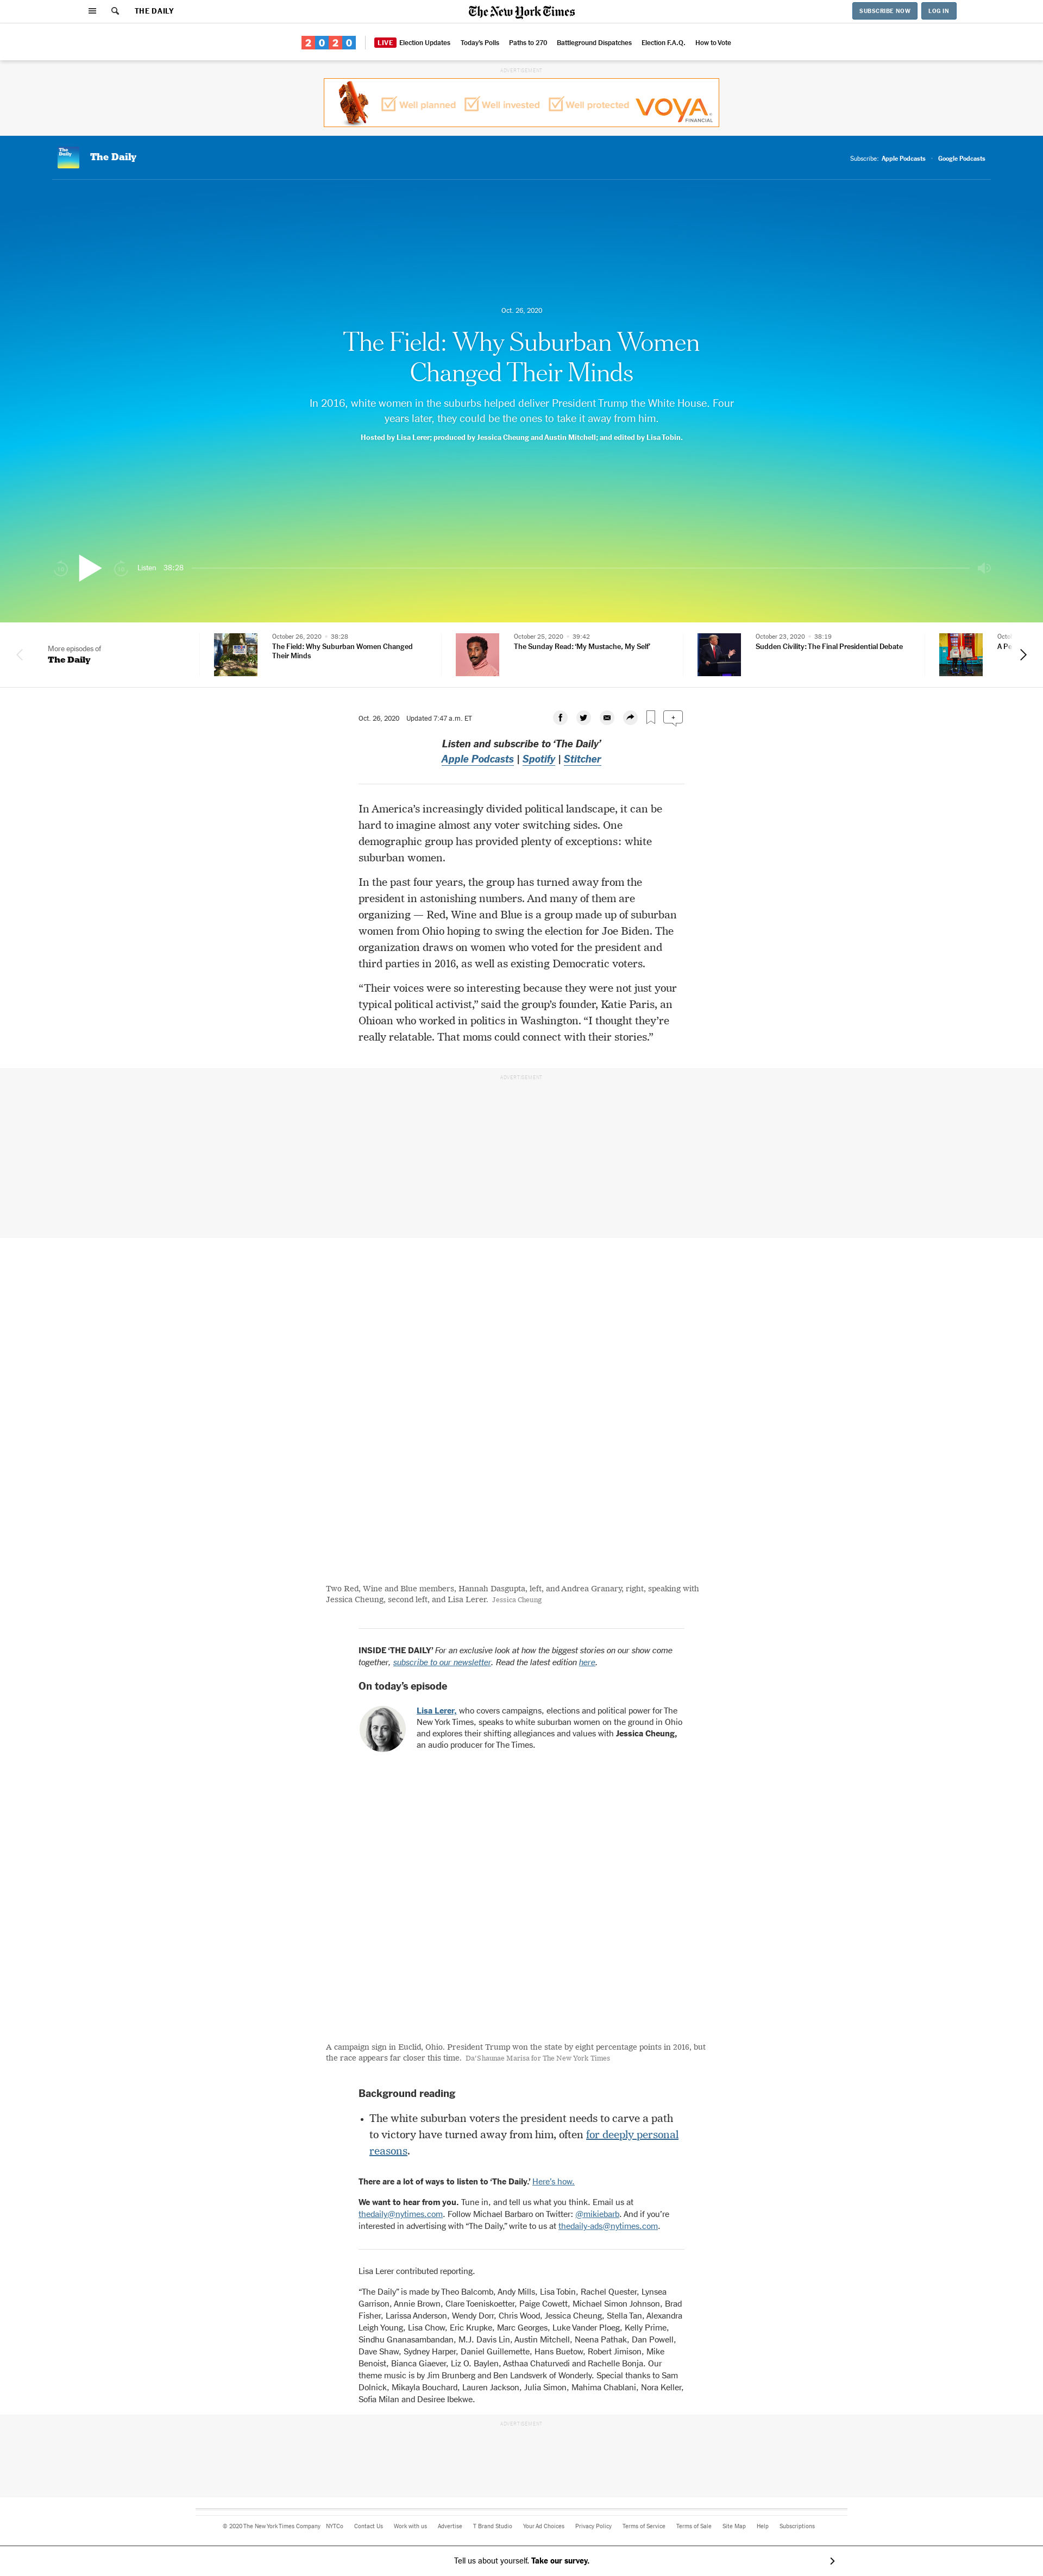 THE DAILY
The New York Times
SUBSCRIBE NOW
LOG IN
2020
LIVE Election Updates
Today's Polls
Paths to 270
Battleground Dispatches
Election F.A.Q.
How to Vote
ADVERTISEMENT
Well planned
Well invested
Well protected
VOYA
FINANCIAL
The Daily
The Daily
Subscribe: Apple Podcasts · Google Podcasts
Oct. 26, 2020
The Field: Why Suburban Women
Changed Their Minds
In 2016, white women in the suburbs helped deliver President Trump the White House. Four
years later, they could be the ones to take it away from him.
Hosted by Lisa Lerer; produced by Jessica Cheung and Austin Mitchell; and edited by Lisa Tobin.
Listen 38:28
More episodes of
The Daily
October 26, 2020 • 38:28
The Field: Why Suburban Women Changed
Their Minds
October 25, 2020 • 39:42
The Sunday Read: ‘My Mustache, My Self’
October 23, 2020 • 38:19
Sudden Civility: The Final Presidential Debate
Oct. 26, 2020 Updated 7:47 a.m. ET
Listen and subscribe to ‘The Daily’
Apple Podcasts | Spotify | Stitcher
In America’s increasingly divided political landscape, it can be
hard to imagine almost any voter switching sides. One
demographic group has provided plenty of exceptions: white
suburban women.
In the past four years, the group has turned away from the
president in astonishing numbers. And many of them are
organizing — Red, Wine and Blue is a group made up of suburban
women from Ohio hoping to swing the election for Joe Biden. The
organization draws on women who voted for the president and
third parties in 2016, as well as existing Democratic voters.
“Their voices were so interesting because they were not just your
typical political activist,” said the group’s founder, Katie Paris, an
Ohioan who worked in politics in Washington. “I thought they’re
really relatable. That moms could connect with their stories.”
ADVERTISEMENT
Two Red, Wine and Blue members, Hannah Dasgupta, left, and Andrea Granary, right, speaking with
Jessica Cheung, second left, and Lisa Lerer. Jessica Cheung
INSIDE ‘THE DAILY’ For an exclusive look at how the biggest stories on our show come
together, subscribe to our newsletter. Read the latest edition here.
On today’s episode
Lisa Lerer, who covers campaigns, elections and political power for The
New York Times, speaks to white suburban women on the ground in Ohio
and explores their shifting allegiances and values with Jessica Cheung,
an audio producer for The Times.
A campaign sign in Euclid, Ohio. President Trump won the state by eight percentage points in 2016, but
the race appears far closer this time. Da’Shaunae Marisa for The New York Times
Background reading
• The white suburban voters the president needs to carve a path
to victory have turned away from him, often for deeply personal
reasons.
There are a lot of ways to listen to ‘The Daily.’ Here’s how.
We want to hear from you. Tune in, and tell us what you think. Email us at
thedaily@nytimes.com. Follow Michael Barbaro on Twitter: @mikiebarb. And if you’re
interested in advertising with “The Daily,” write to us at thedaily-ads@nytimes.com.
Lisa Lerer contributed reporting.
“The Daily” is made by Theo Balcomb, Andy Mills, Lisa Tobin, Rachel Quester, Lynsea
Garrison, Annie Brown, Clare Toeniskoetter, Paige Cowett, Michael Simon Johnson, Brad
Fisher, Larissa Anderson, Wendy Dorr, Chris Wood, Jessica Cheung, Stella Tan, Alexandra
Leigh Young, Lisa Chow, Eric Krupke, Marc Georges, Luke Vander Ploeg, Kelly Prime,
Sindhu Gnanasambandan, M.J. Davis Lin, Austin Mitchell, Neena Pathak, Dan Powell,
Dave Shaw, Sydney Harper, Daniel Guillemette, Hans Buetow, Robert Jimison, Mike
Benoist, Bianca Giaever, Liz O. Baylen, Asthaa Chaturvedi and Rachelle Bonja. Our
theme music is by Jim Brunberg and Ben Landsverk of Wonderly. Special thanks to Sam
Dolnick, Mikayla Bouchard, Lauren Jackson, Julia Simon, Mahima Chablani, Nora Keller,
Sofia Milan and Desiree Ibekwe.
ADVERTISEMENT
© 2020 The New York Times Company
NYTCo
Contact Us
Work with us
Advertise
T Brand Studio
Your Ad Choices
Privacy Policy
Terms of Service
Terms of Sale
Site Map
Help
Subscriptions
Tell us about yourself. Take our survey.